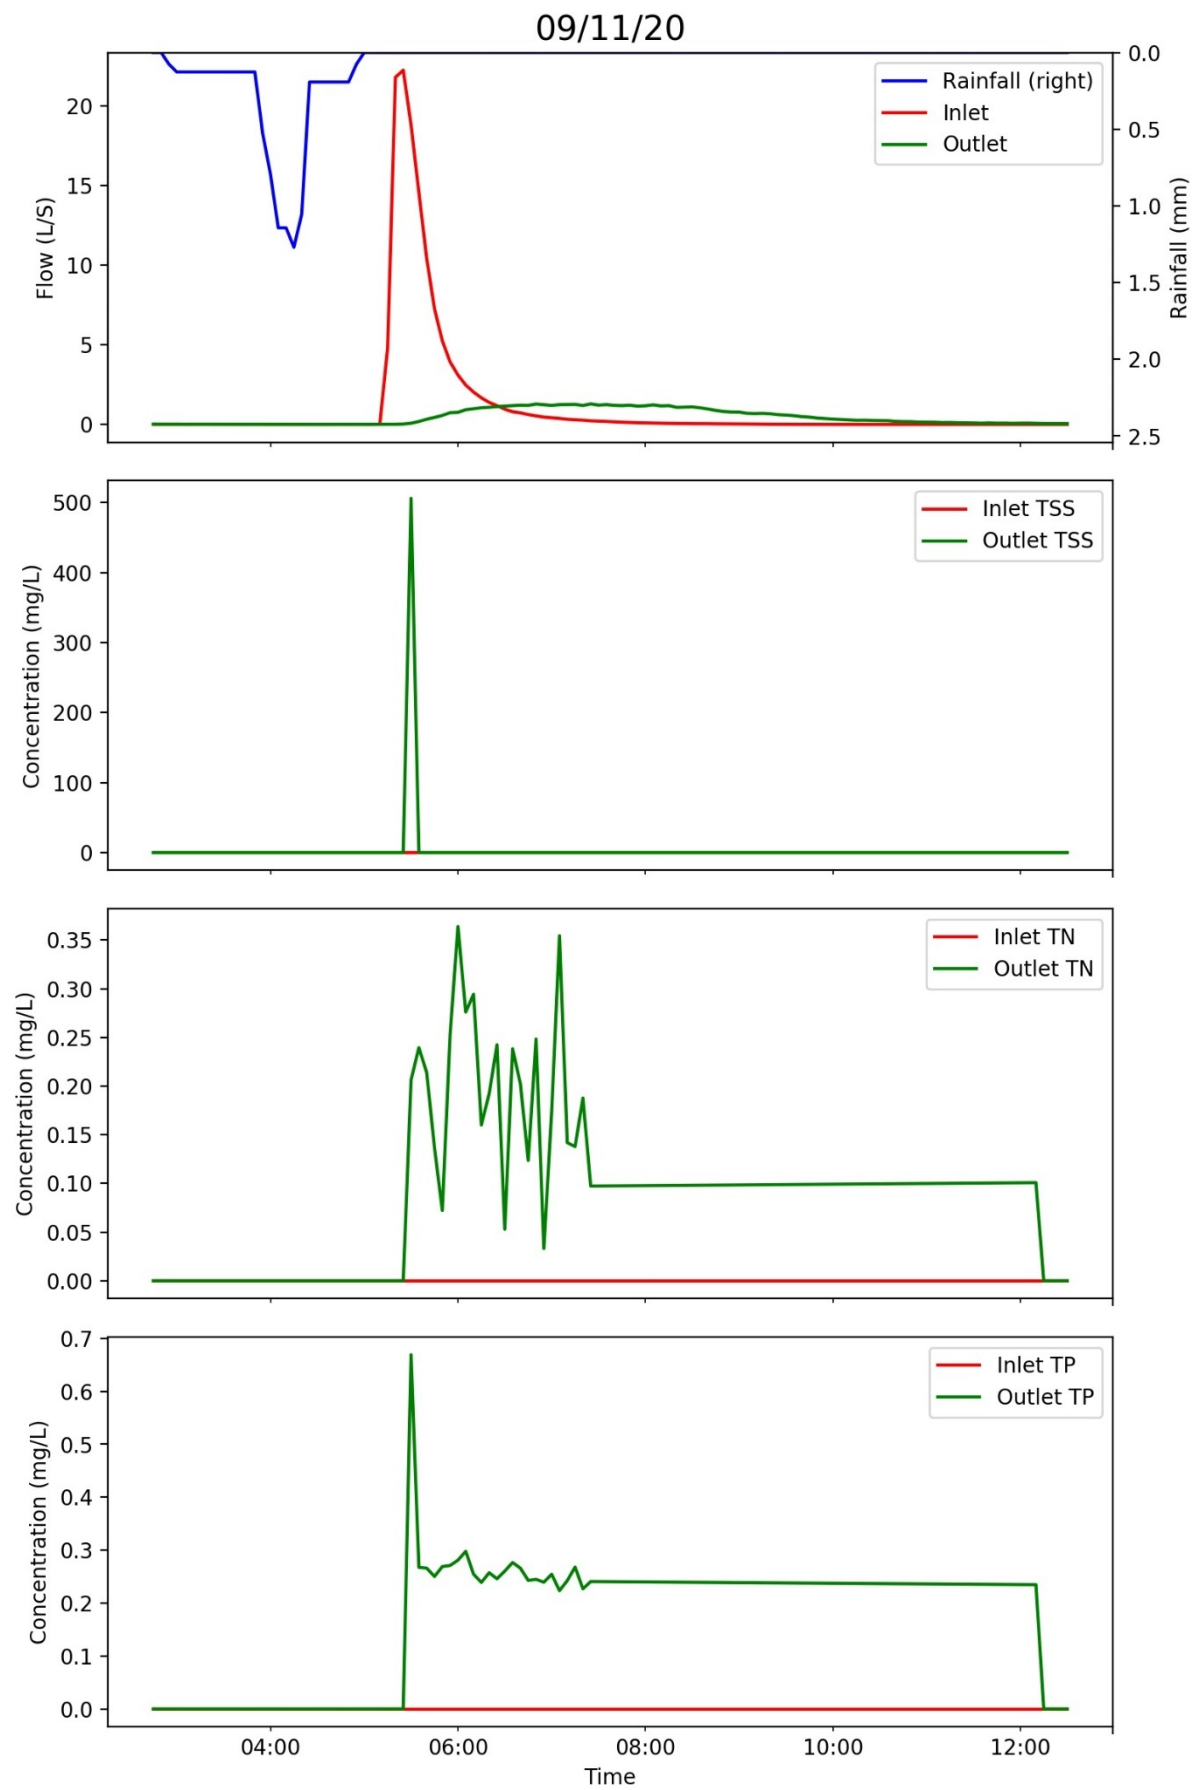 09/11/20
Flow (L/S)
20
15
10
5
0
Rainfall (right)
Inlet
Outlet
0.0
0.5
1.0
1.5
2.0
2.5
Rainfall (mm)
Concentration (mg/L)
500
400
300
200
100
0
Inlet TSS
Outlet TSS
Concentration (mg/L)
0.35
0.30
0.25
0.20
0.15
0.10
0.05
0.00
Inlet TN
Outlet TN
Concentration (mg/L)
0.7
0.6
0.5
0.4
0.3
0.2
0.1
0.0
Inlet TP
Outlet TP
04:00 06:00 08:00 10:00 12:00
Time